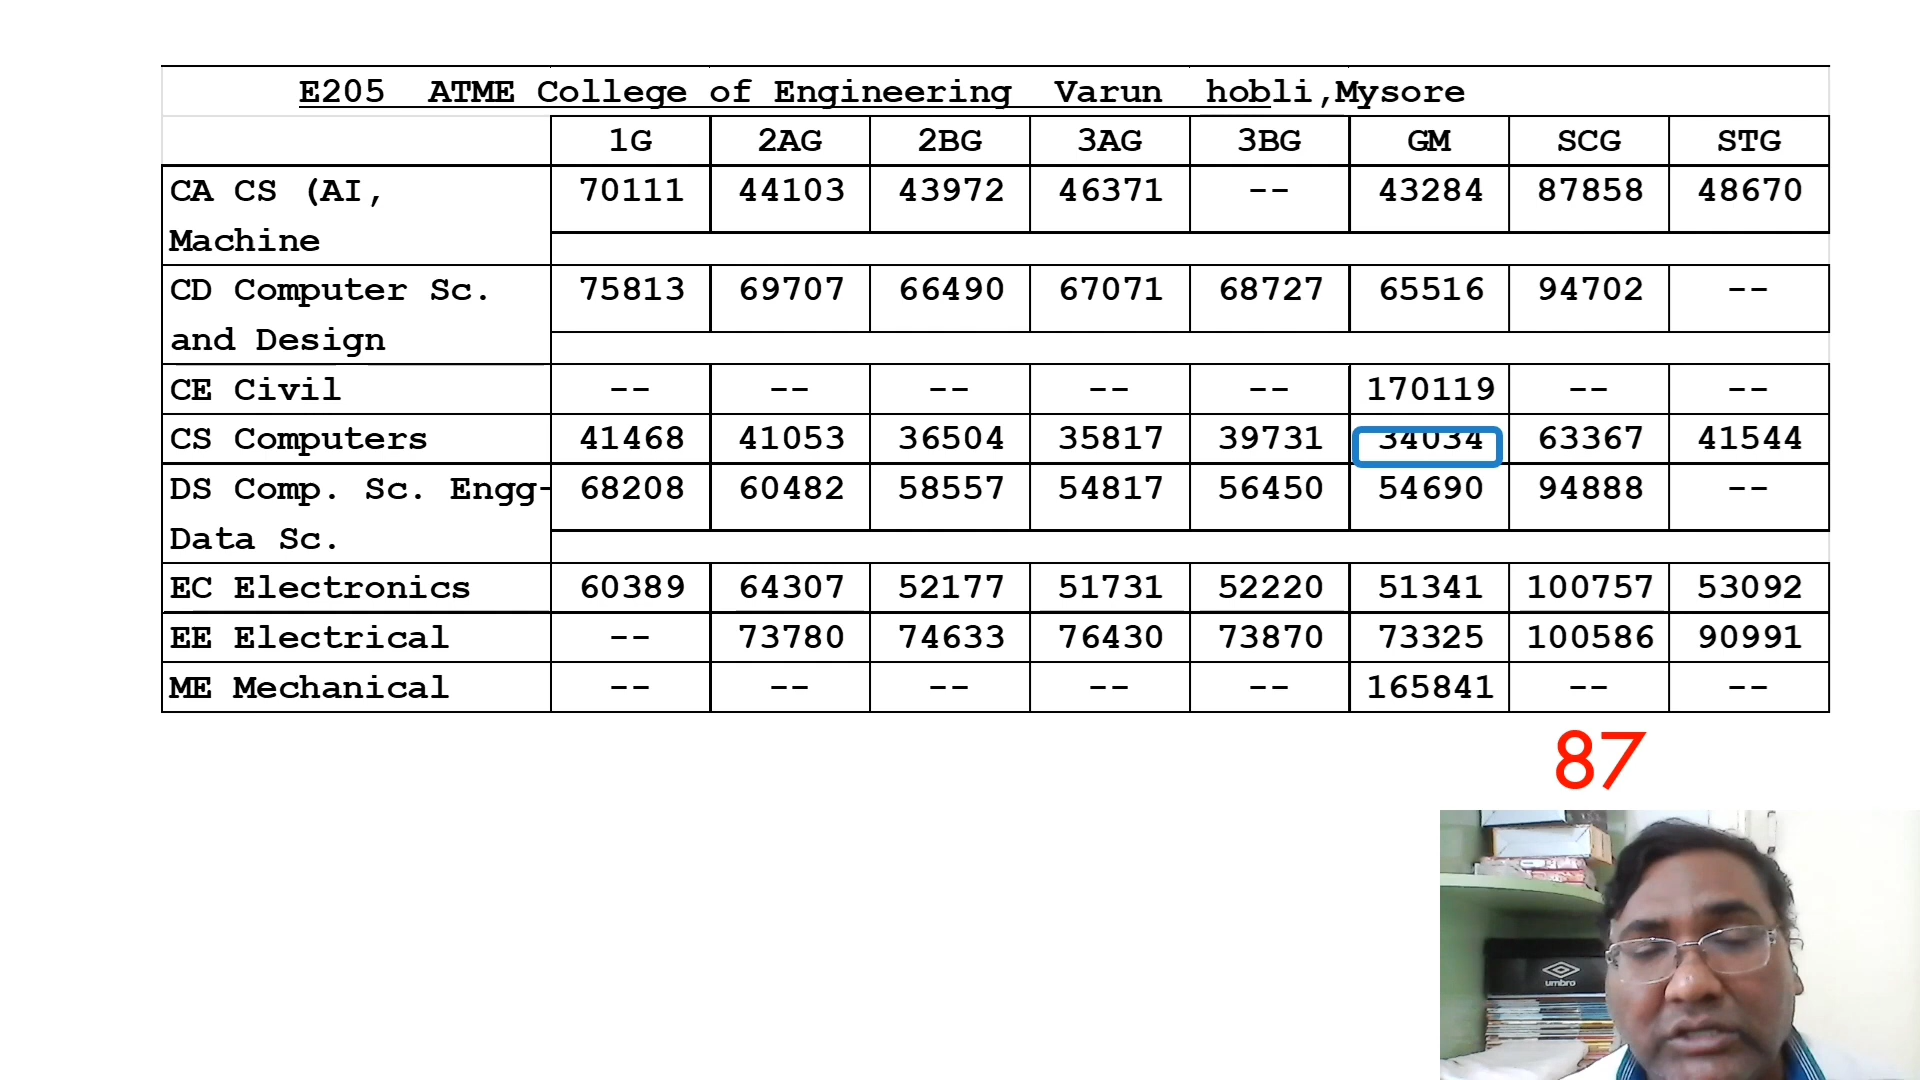 E205 ATME College of Engineering Varun hobli,Mysore
1G 2AG 2BG 3AG 3BG GM SCG STG
CA CS (AI, 70111 44103 43972 46371 -- 43284 87858 48670
Machine
CD Computer Sc. 75813 69707 66490 67071 68727 65516 94702 --
and Design
CE Civil -- -- -- -- -- 170119 -- --
CS Computers 41468 41053 36504 35817 39731 34034 63367 41544
DS Comp. Sc. Engg- 68208 60482 58557 54817 56450 54690 94888 --
Data Sc.
EC Electronics 60389 64307 52177 51731 52220 51341 100757 53092
EE Electrical -- 73780 74633 76430 73870 73325 100586 90991
ME Mechanical -- -- -- -- -- 165841 -- --
87
umbro